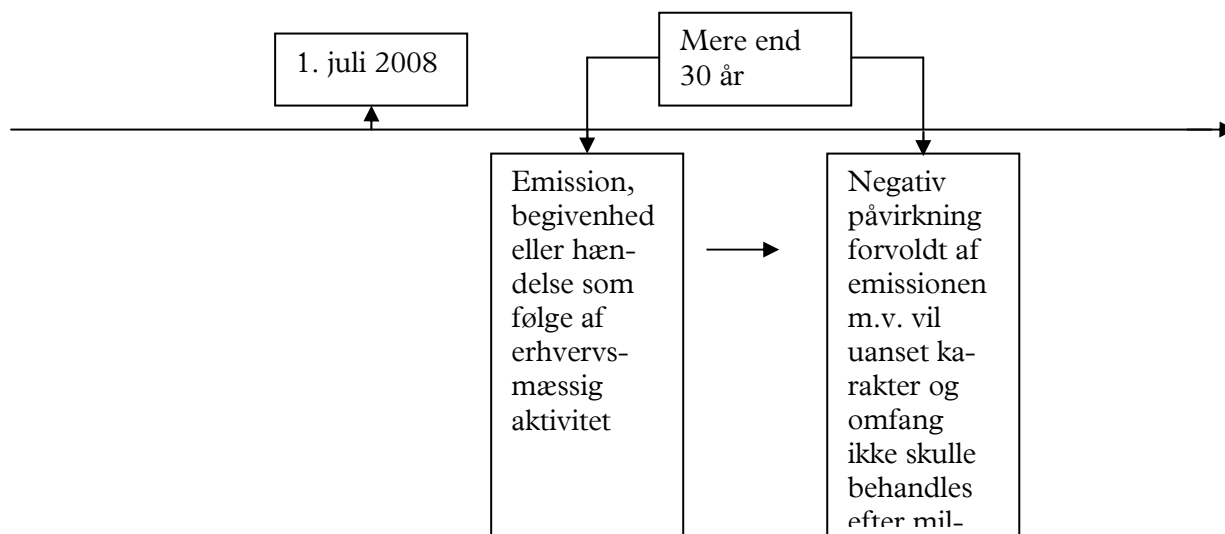 1. juli 2008
Mere end
30 år
Emission,
begivenhed
eller hæn-
delse som
følge af
erhvervs-
mæssig
aktivitet
Negativ
påvirkning
forvoldt af
emissionen
m.v. vil
uanset ka-
rakter og
omfang
ikke skulle
behandles
efter mil-